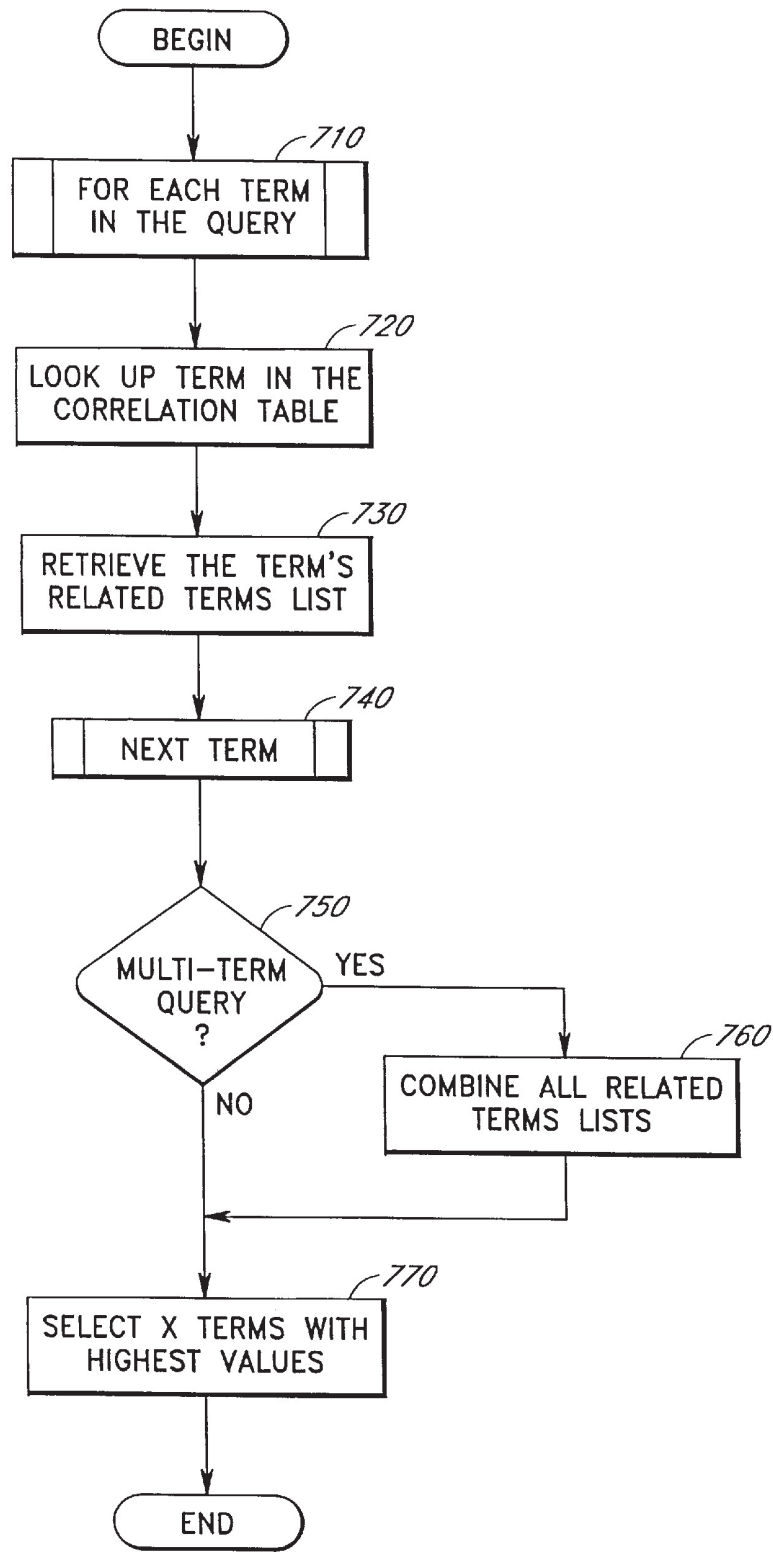 BEGIN
710
FOR EACH TERM
IN THE QUERY
720
LOOK UP TERM IN THE
CORRELATION TABLE
730
RETRIEVE THE TERM'S
RELATED TERMS LIST
740
NEXT TERM
750
MULTI-TERM
QUERY
?
YES
NO
760
COMBINE ALL RELATED
TERMS LISTS
770
SELECT X TERMS WITH
HIGHEST VALUES
END